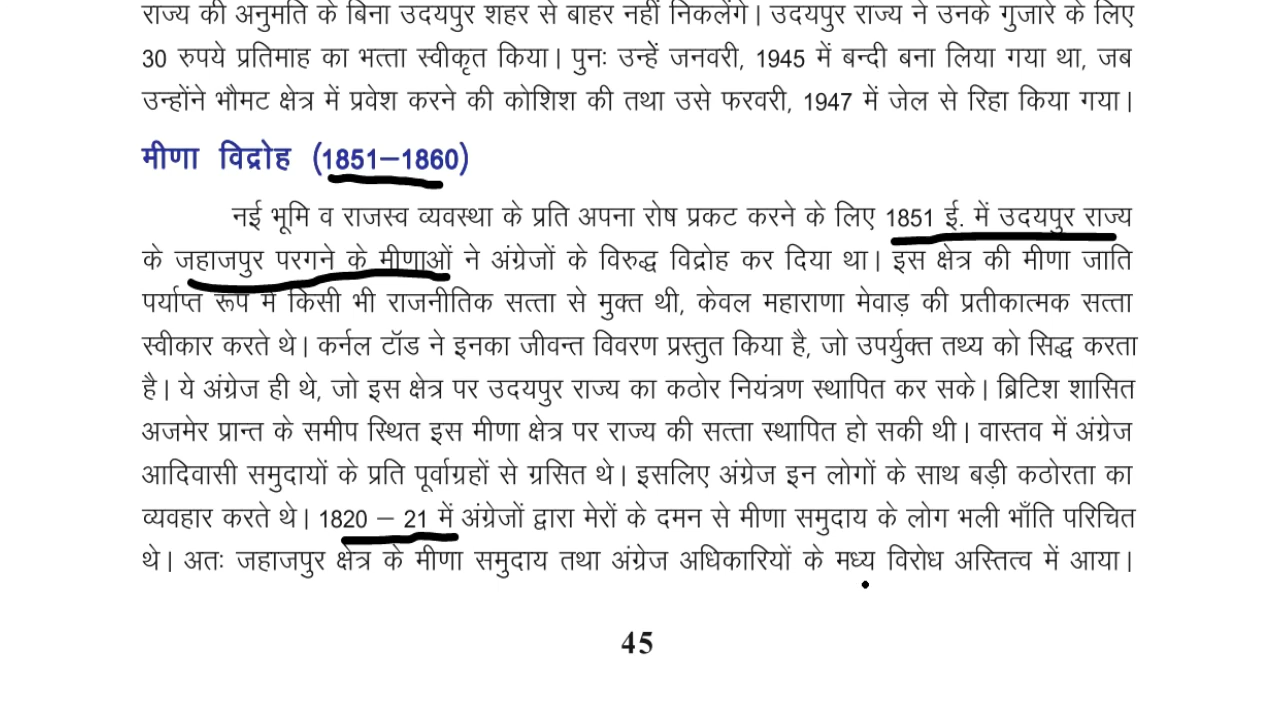 राज्य की अनुमति के बिना उदयपुर शहर से बाहर नहीं निकलेंगे। उदयपुर राज्य ने उनके गुजारे के लिए
30 रुपये प्रतिमाह का भत्ता स्वीकृत किया। पुनः उन्हें जनवरी, 1945 में बन्दी बना लिया गया था, जब
उन्होंने भौमट क्षेत्र में प्रवेश करने की कोशिश की तथा उसे फरवरी, 1947 में जेल से रिहा किया गया।
मीणा विद्रोह (1851–1860)
नई भूमि व राजस्व व्यवस्था के प्रति अपना रोष प्रकट करने के लिए 1851 ई. में उदयपुर राज्य
के जहाजपुर परगने के मीणाओं ने अंग्रेजों के विरुद्ध विद्रोह कर दिया था। इस क्षेत्र की मीणा जाति
पर्याप्त रूप में किसी भी राजनीतिक सत्ता से मुक्त थी, केवल महाराणा मेवाड़ की प्रतीकात्मक सत्ता
स्वीकार करते थे। कर्नल टॉड ने इनका जीवन्त विवरण प्रस्तुत किया है, जो उपर्युक्त तथ्य को सिद्ध करता
है। ये अंग्रेज ही थे, जो इस क्षेत्र पर उदयपुर राज्य का कठोर नियंत्रण स्थापित कर सके। ब्रिटिश शासित
अजमेर प्रान्त के समीप स्थित इस मीणा क्षेत्र पर राज्य की सत्ता स्थापित हो सकी थी। वास्तव में अंग्रेज
आदिवासी समुदायों के प्रति पूर्वाग्रहों से ग्रसित थे। इसलिए अंग्रेज इन लोगों के साथ बड़ी कठोरता का
व्यवहार करते थे। 1820 – 21 में अंग्रेजों द्वारा मेरों के दमन से मीणा समुदाय के लोग भली भाँति परिचित
थे। अतः जहाजपुर क्षेत्र के मीणा समुदाय तथा अंग्रेज अधिकारियों के मध्य विरोध अस्तित्व में आया।
45